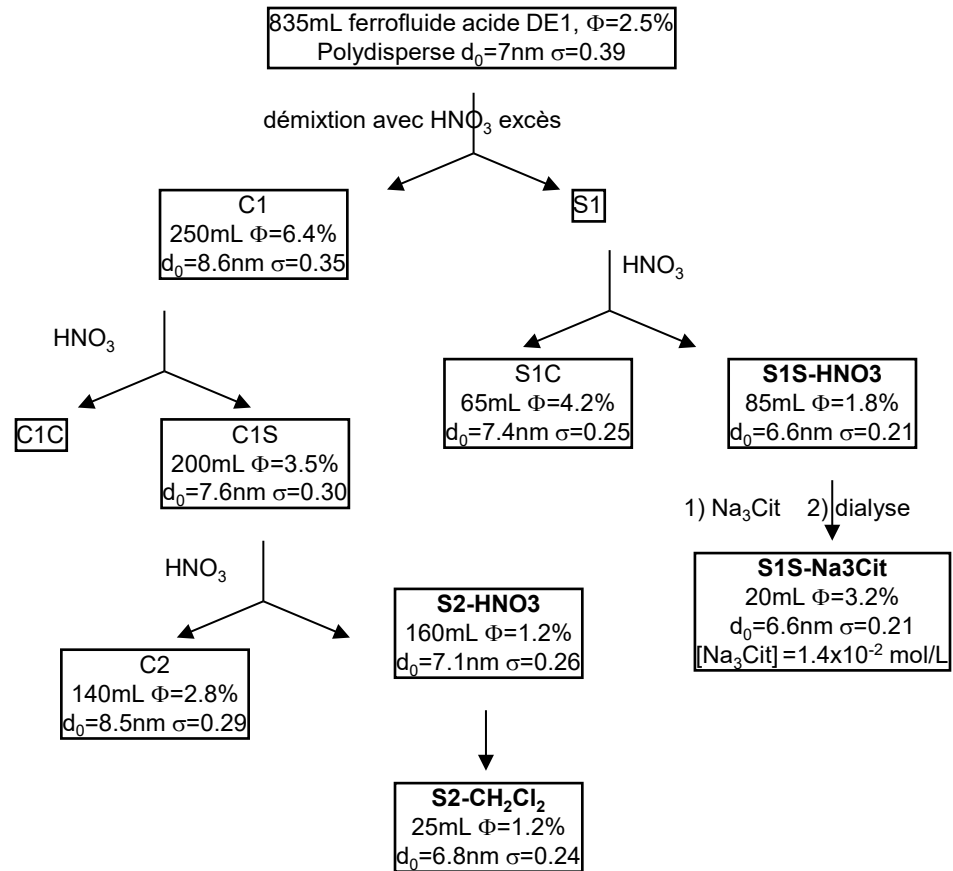 835mL ferrofluide acide DE1, Φ=2.5%
Polydisperse d₀=7nm σ=0.39
démixtion avec HNO₃ excès
C1
250mL Φ=6.4%
d₀=8.6nm σ=0.35
S1
HNO₃
HNO₃
C1C
C1S
200mL Φ=3.5%
d₀=7.6nm σ=0.30
S1C
65mL Φ=4.2%
d₀=7.4nm σ=0.25
S1S-HNO3
85mL Φ=1.8%
d₀=6.6nm σ=0.21
1) Na₃Cit 2) dialyse
S1S-Na3Cit
20mL Φ=3.2%
d₀=6.6nm σ=0.21
[Na₃Cit] =1.4x10⁻² mol/L
HNO₃
C2
140mL Φ=2.8%
d₀=8.5nm σ=0.29
S2-HNO3
160mL Φ=1.2%
d₀=7.1nm σ=0.26
S2-CH₂Cl₂
25mL Φ=1.2%
d₀=6.8nm σ=0.24